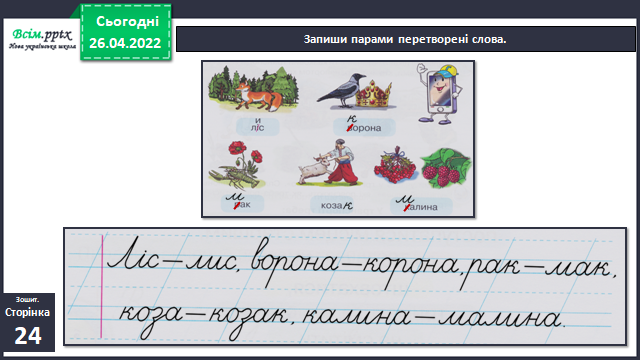 Всім.pptx
Нова українська школа
Сьогодні
26.04.2022
Запиши парами перетворені слова.
и
л/с
к
ворона
м
рак
коза к
м
калина
Ліс – лис, ворона – корона, рак – мак,
коза – козак, калина – малина.
Зошит.
Сторінка
24